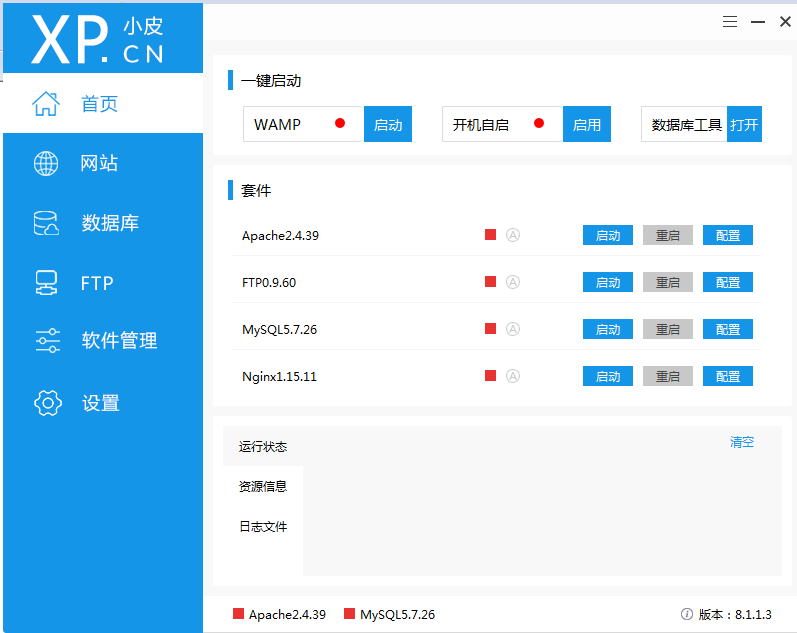 XP. 小皮
CN
首页
网站
数据库
FTP
软件管理
设置
一键启动
WAMP 启动 开机自启 启用 数据库工具 打开
套件
Apache2.4.39 A 启动 重启 配置
FTP0.9.60 A 启动 重启 配置
MySQL5.7.26 A 启动 重启 配置
Nginx1.15.11 A 启动 重启 配置
运行状态 清空
资源信息
日志文件
Apache2.4.39 MySQL5.7.26 版本：8.1.1.3